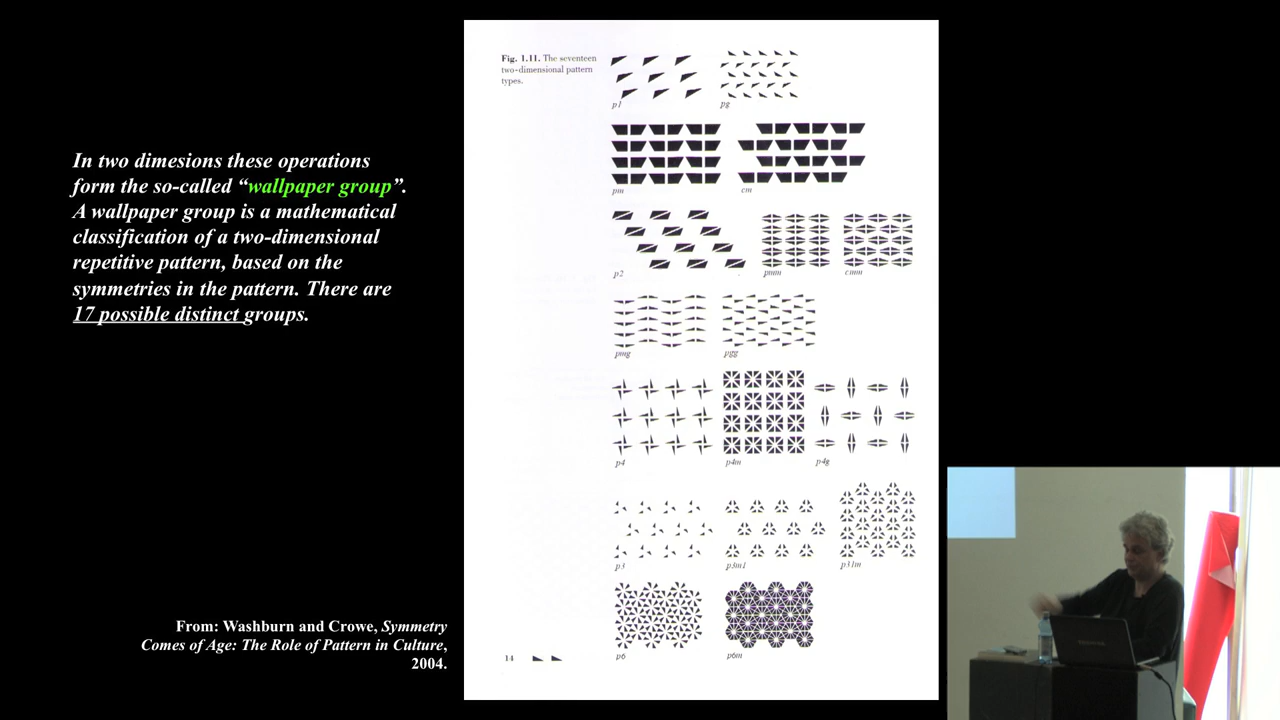 In two dimesions these operations
form the so-called “wallpaper group”.
A wallpaper group is a mathematical
classification of a two-dimensional
repetitive pattern, based on the
symmetries in the pattern. There are
17 possible distinct groups.
From: Washburn and Crowe, Symmetry
Comes of Age: The Role of Pattern in Culture,
2004.
Fig. 1.11. The seventeen
two-dimensional pattern
types.
p1 pg
pm cm
p2 pmm cmm
pmg pgg
p4 p4m p4g
p3 p3m1 p31m
p6 p6m
14